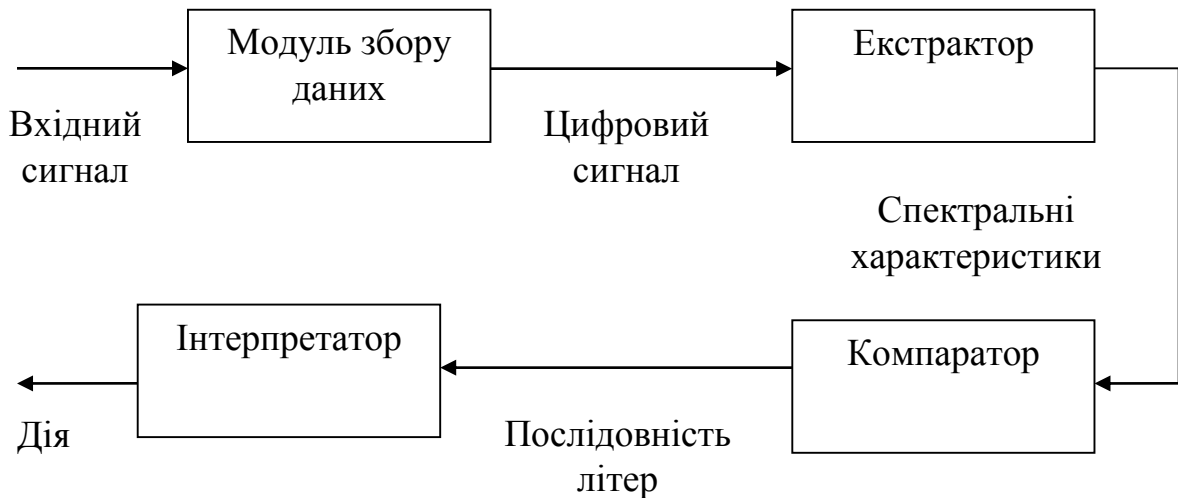 Модуль збору
даних
Екстрактор
Вхідний
сигнал
Цифровий
сигнал
Спектральні
характеристики
Інтерпретатор
Компаратор
Дія
Послідовність
літер